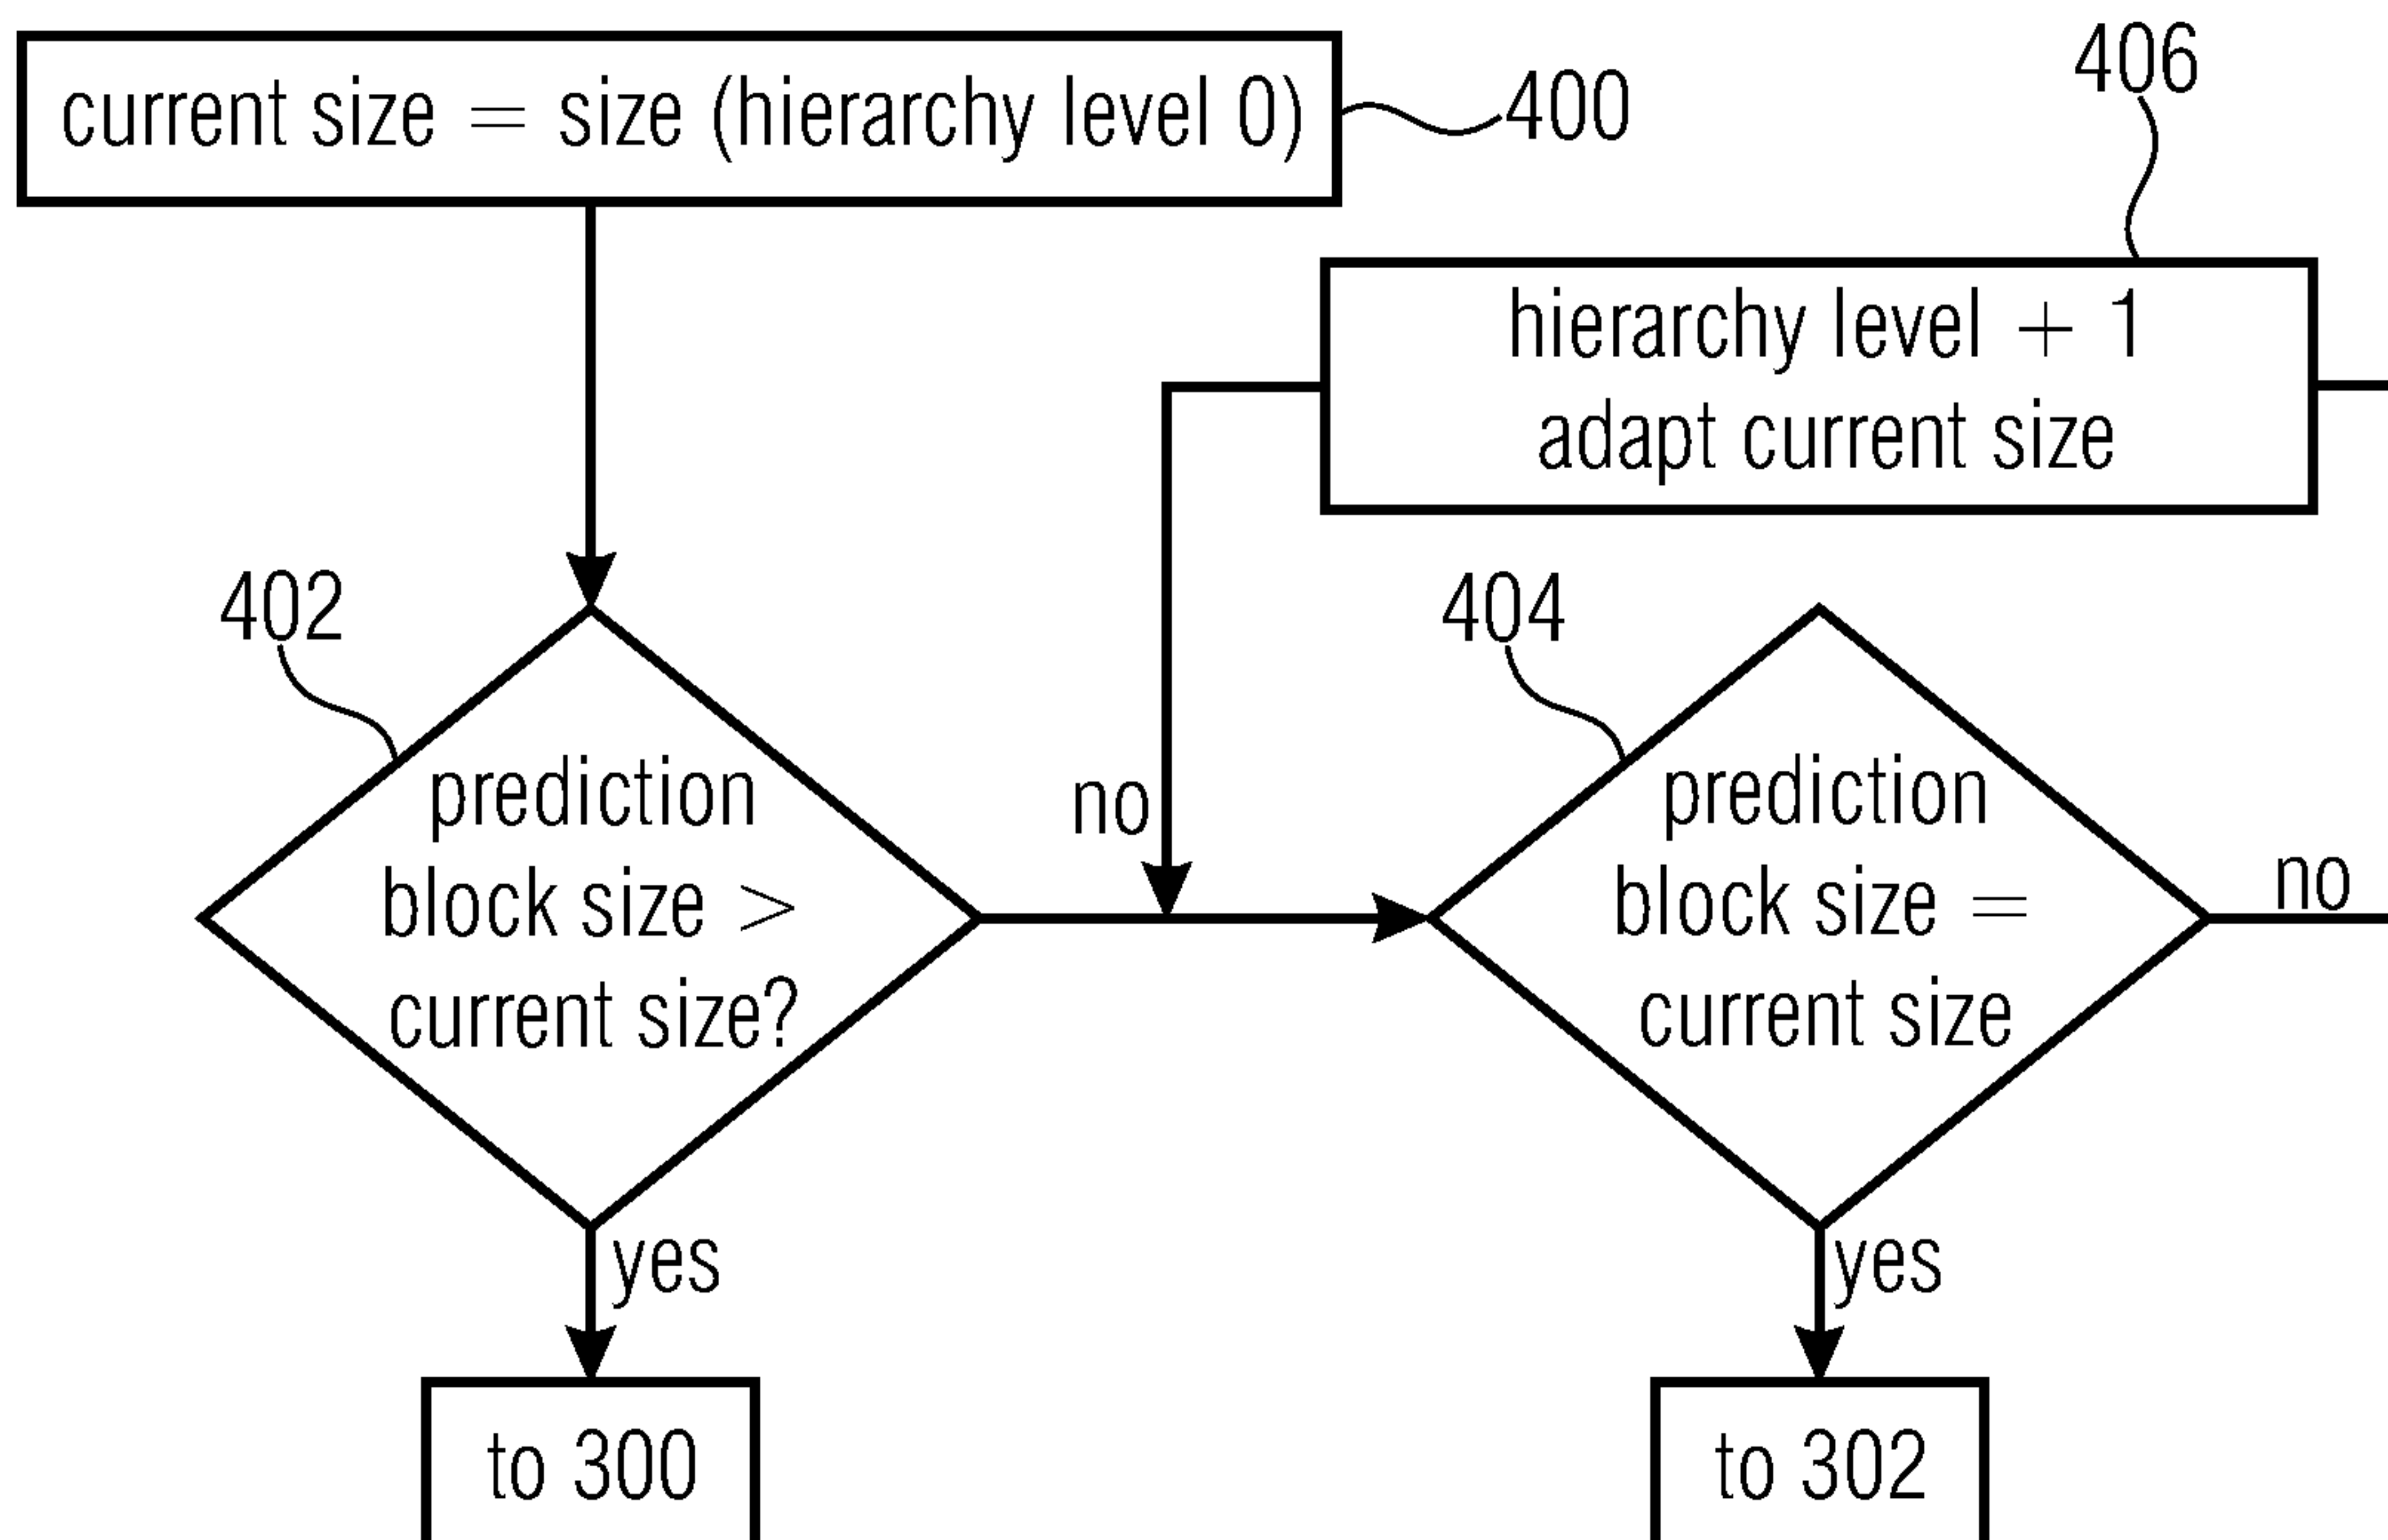 current size = size (hierarchy level 0)
400
406
hierarchy level + 1
adapt current size
402
404
prediction
block size >
current size?
no
prediction
block size =
current size
no
yes
yes
to 300
to 302